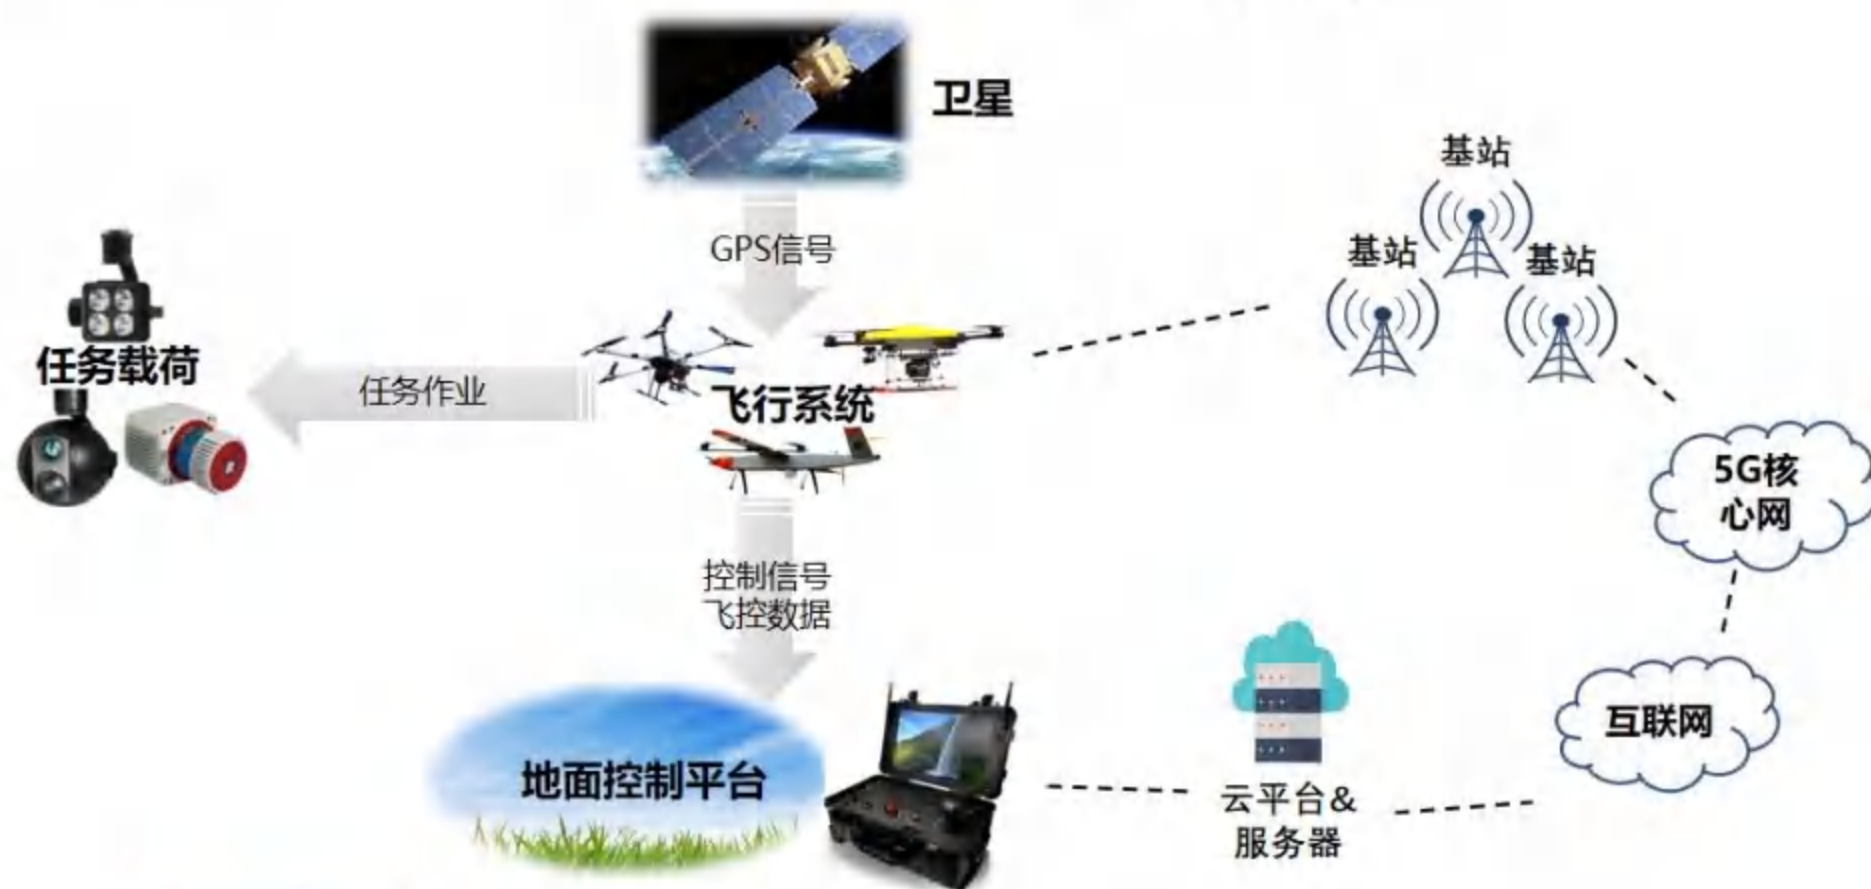 卫星
基站
GPS信号
基站
基站
任务载荷
任务作业
飞行系统
5G核
心网
控制信号
飞控数据
互联网
地面控制平台
云平台&
服务器